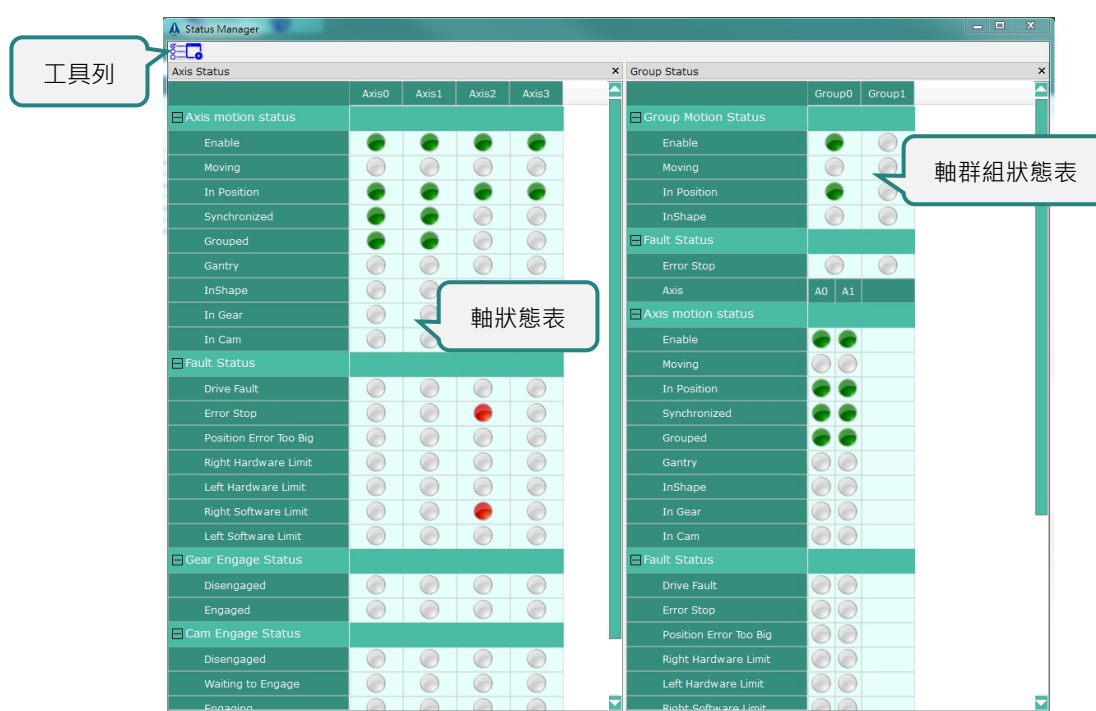 Status Manager
工具列
Axis Status
Axis0 Axis1 Axis2 Axis3
Axis motion status
Enable
Moving
In Position
Synchronized
Grouped
Gantry
InShape
In Gear
In Cam
軸狀態表
Fault Status
Drive Fault
Error Stop
Position Error Too Big
Right Hardware Limit
Left Hardware Limit
Right Software Limit
Left Software Limit
Gear Engage Status
Disengaged
Engaged
Cam Engage Status
Disengaged
Waiting to Engage
Engaging
Group Status
Group0 Group1
Group Motion Status
Enable
Moving
In Position
InShape
軸群組狀態表
Fault Status
Error Stop
Axis A0 A1
Axis motion status
Enable
Moving
In Position
Synchronized
Grouped
Gantry
InShape
In Gear
In Cam
Fault Status
Drive Fault
Error Stop
Position Error Too Big
Right Hardware Limit
Left Hardware Limit
Right Software Limit